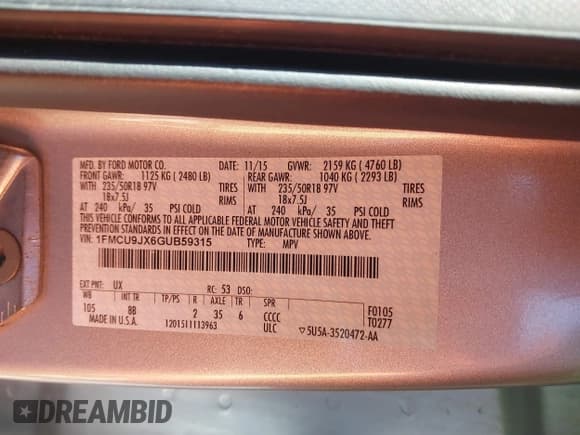 MFD. BY FORD MOTOR CO.
DATE: 11/15 GVWR: 2159 KG ( 4760 LB)
FRONT GAWR: 1125 KG ( 2480 LB)
REAR GAWR: 1040 KG ( 2293 LB)
WITH 235/50R18 97V TIRES
WITH 235/50R18 97V TIRES
18x7.5J RIMS
18x7.5J RIMS
AT 240 kPa/ 35 PSI COLD
AT 240 kPa/ 35 PSI COLD
THIS VEHICLE CONFORMS TO ALL APPLICABLE FEDERAL MOTOR VEHICLE SAFETY AND THEFT
PREVENTION STANDARDS IN EFFECT ON THE DATE OF MANUFACTURE SHOWN ABOVE.
VIN: 1FMCU9JX6GUB59315 TYPE: MPV
EXT PNT: UX RC: 53 DSO:
WB INT TR TP/PS R AXLE TR SPR
105 BB 2 35 6 CCCC F0105
MADE IN U.S.A. 1201511113963 ULC T0277
▽5U5A-3520472-AA
DREAMBID